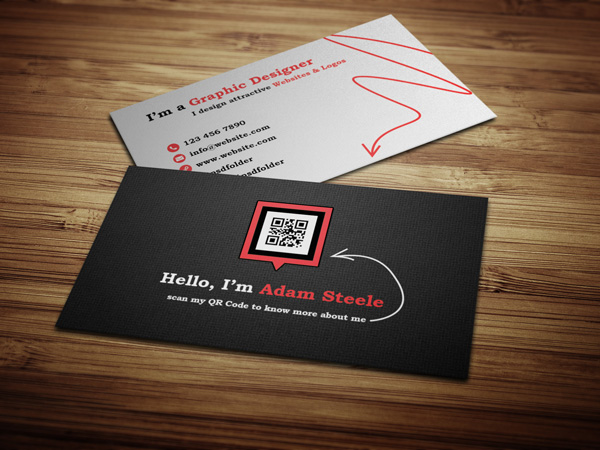 I'm a Graphic Designer
I design attractive Websites & Logos
123 456 7890
info@website.com
www.website.com
Hello, I'm Adam Steele
scan my QR Code to know more about me